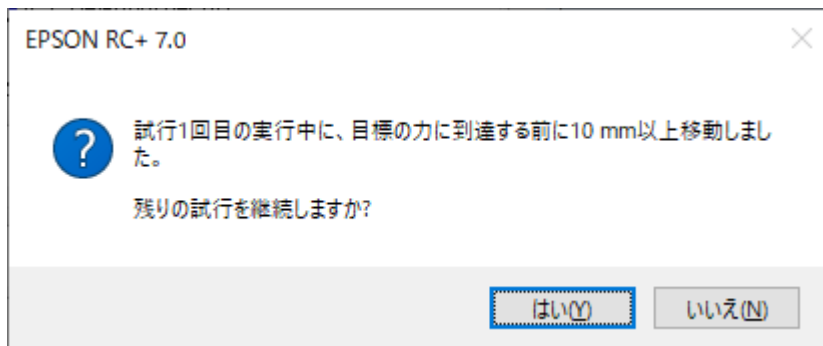 EPSON RC+ 7.0
試行1回目の実行中に、目標の力に到達する前に10 mm以上移動しまし
た。
残りの試行を継続しますか?
はい(Y)
いいえ(N)